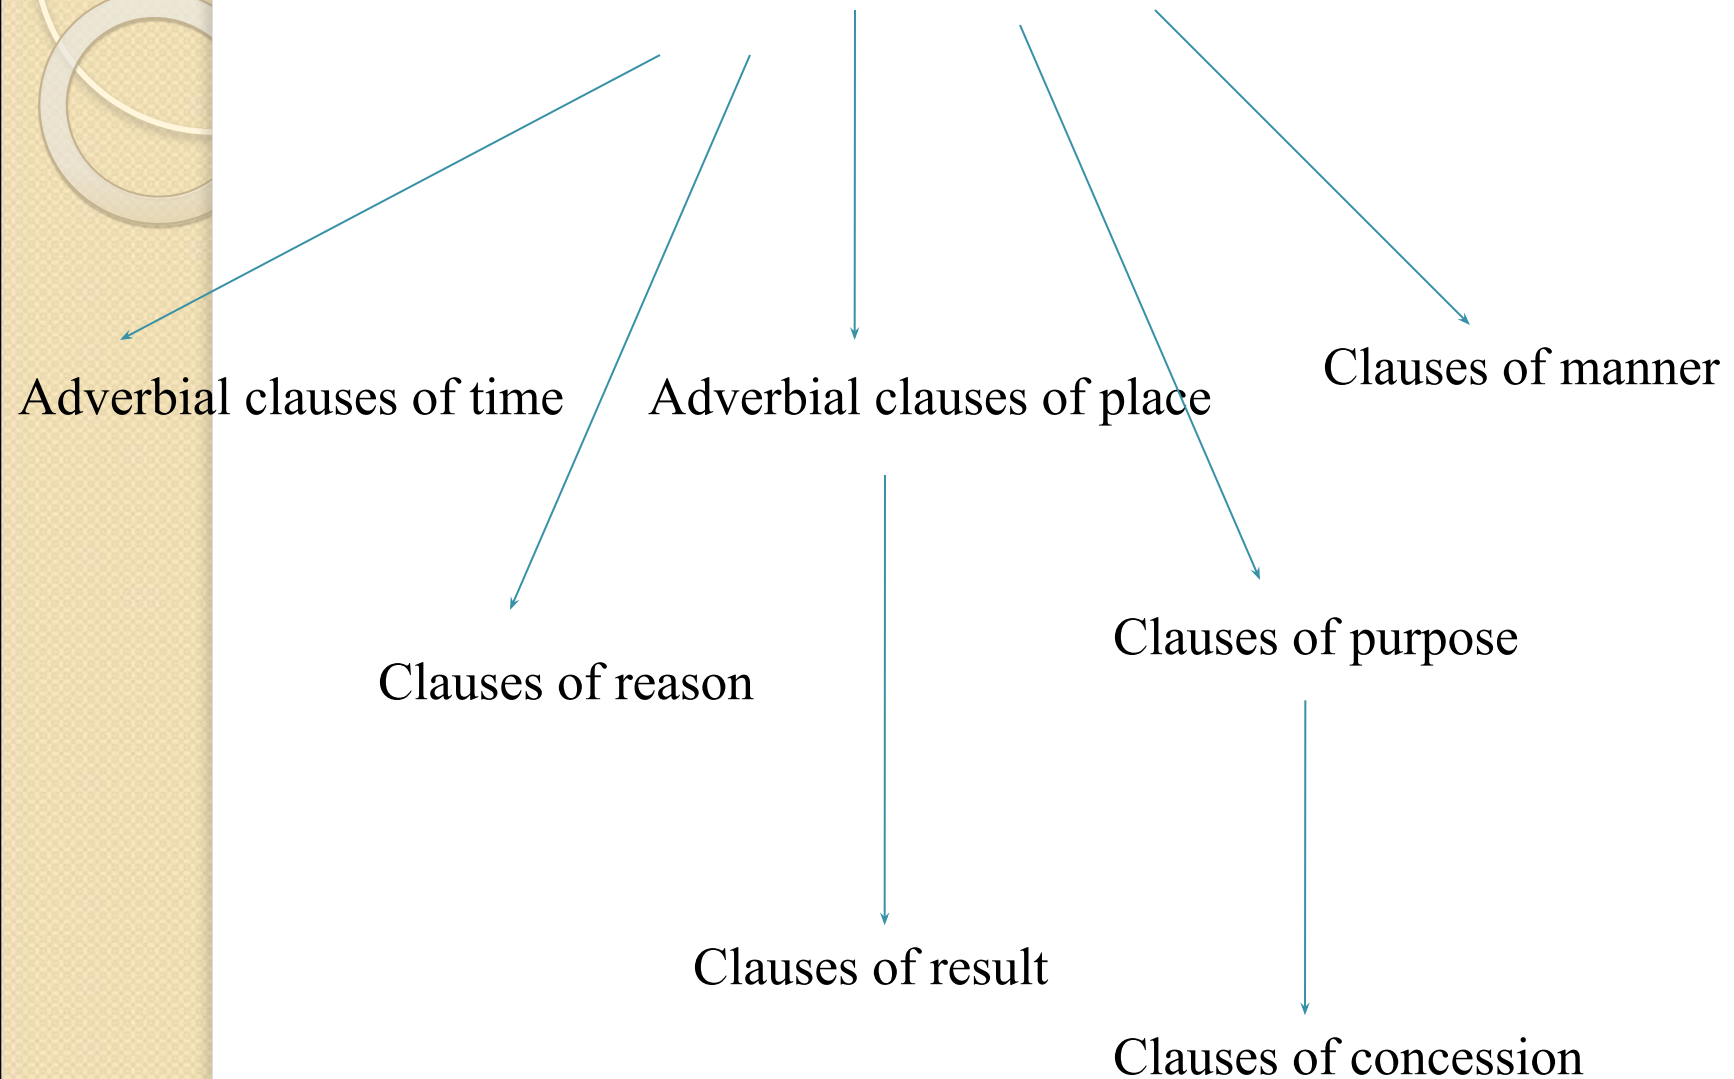 Clauses of manner
Adverbial clauses of time
Adverbial clauses of place
Clauses of purpose
Clauses of reason
Clauses of result
Clauses of concession